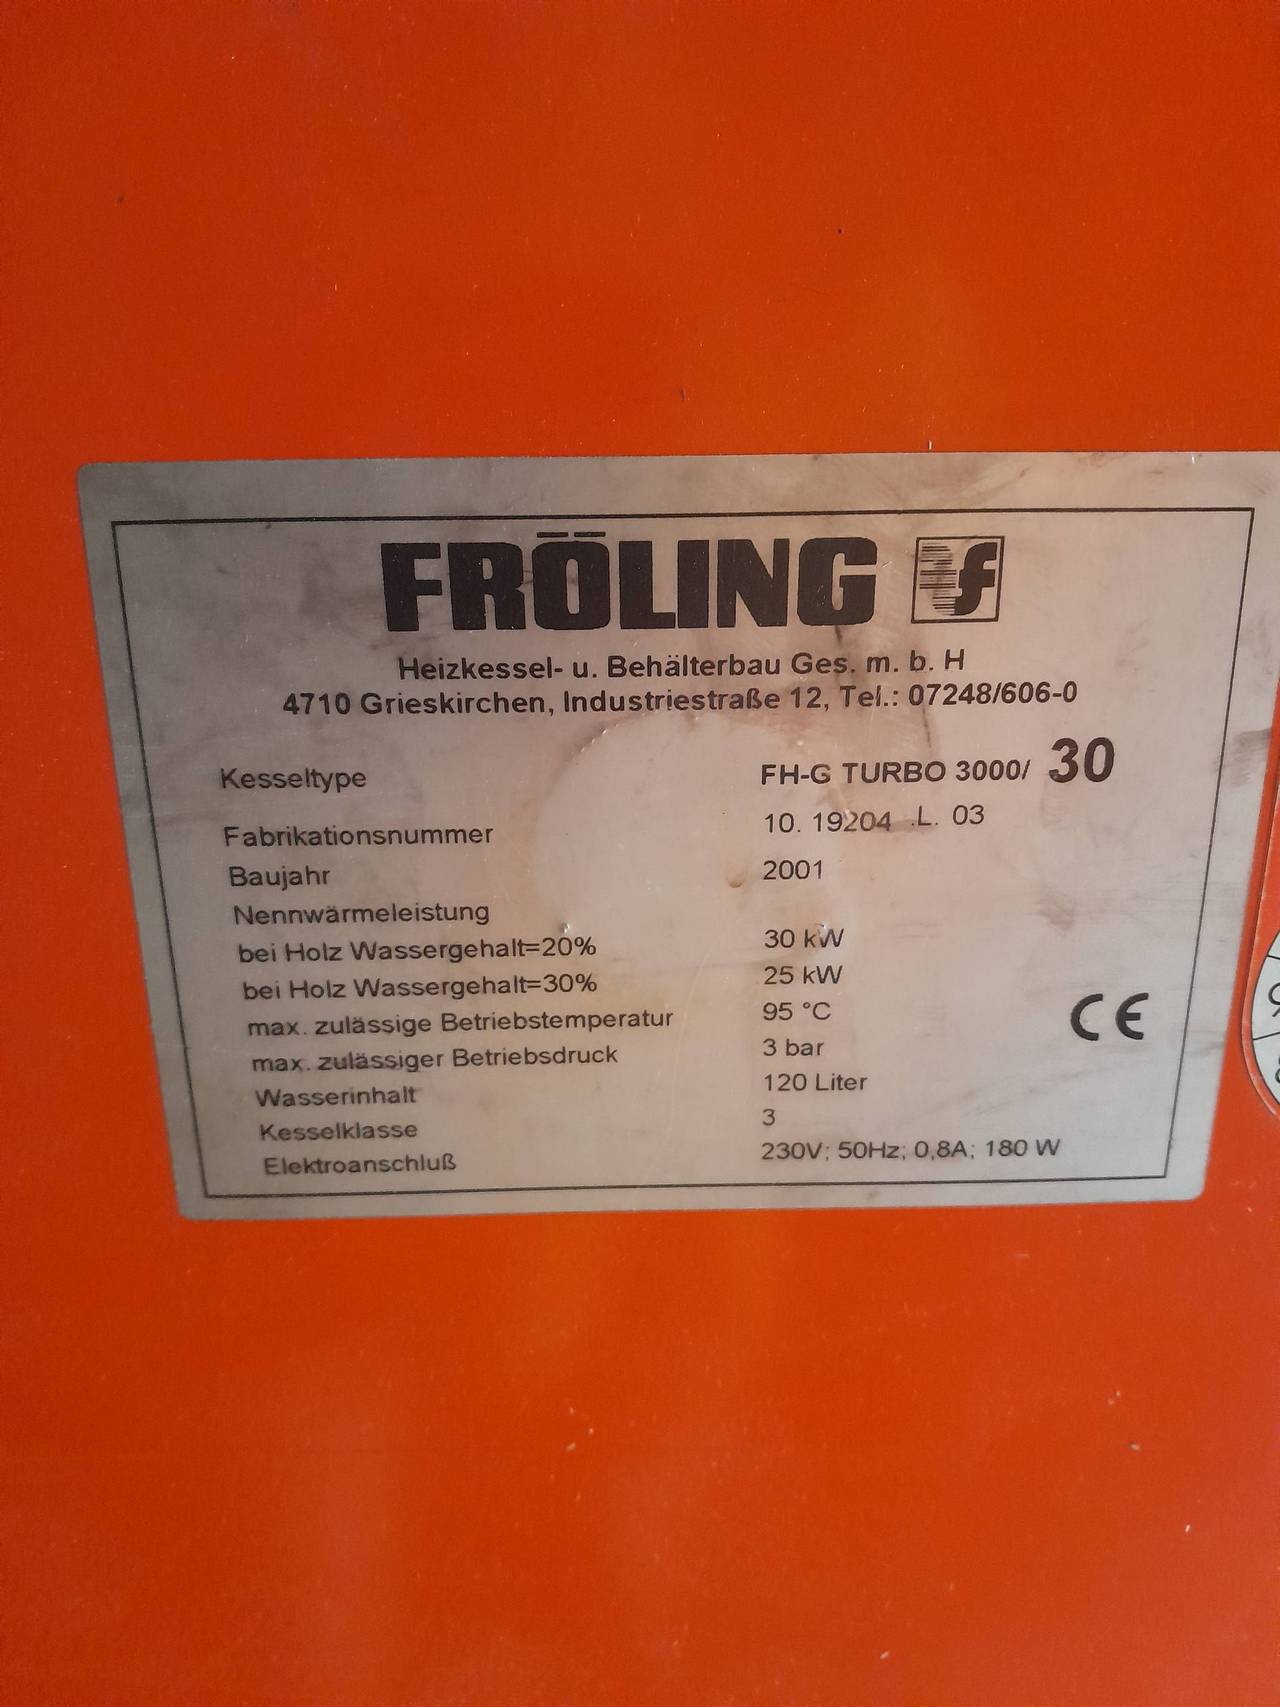 FRÖLING f
Heizkessel- u. Behälterbau Ges. m. b. H
4710 Grieskirchen, Industriestraße 12, Tel.: 07248/606-0
Kesseltype FH-G TURBO 3000/ 30
Fabrikationsnummer 10. 19204 .L. 03
Baujahr 2001
Nennwärmeleistung
bei Holz Wassergehalt=20% 30 kW
bei Holz Wassergehalt=30% 25 kW
max. zulässige Betriebstemperatur 95 °C
max. zulässiger Betriebsdruck 3 bar
Wasserinhalt 120 Liter
Kesselklasse 3
Elektroanschluß 230V; 50Hz; 0,8A; 180 W
CE